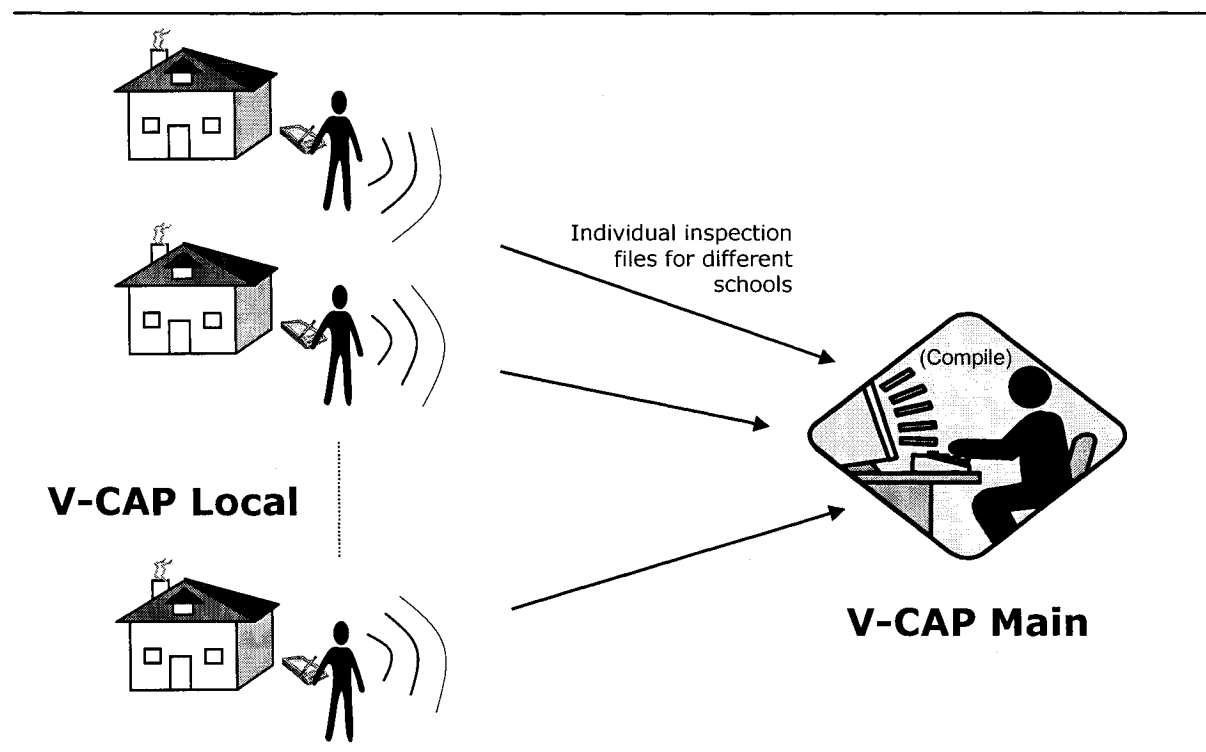 Individual inspection
files for different
schools
(Compile)
V-CAP Local
V-CAP Main